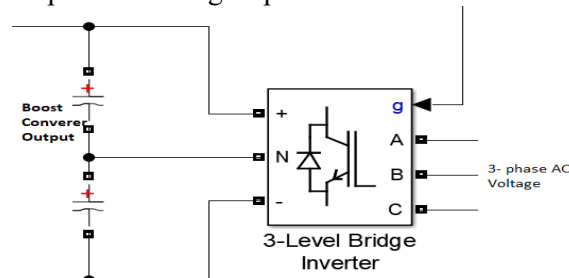 +
Boost
Converer
Output
+
+
N
-
g
A
B
C
3- phase AC
Voltage
3-Level Bridge
Inverter